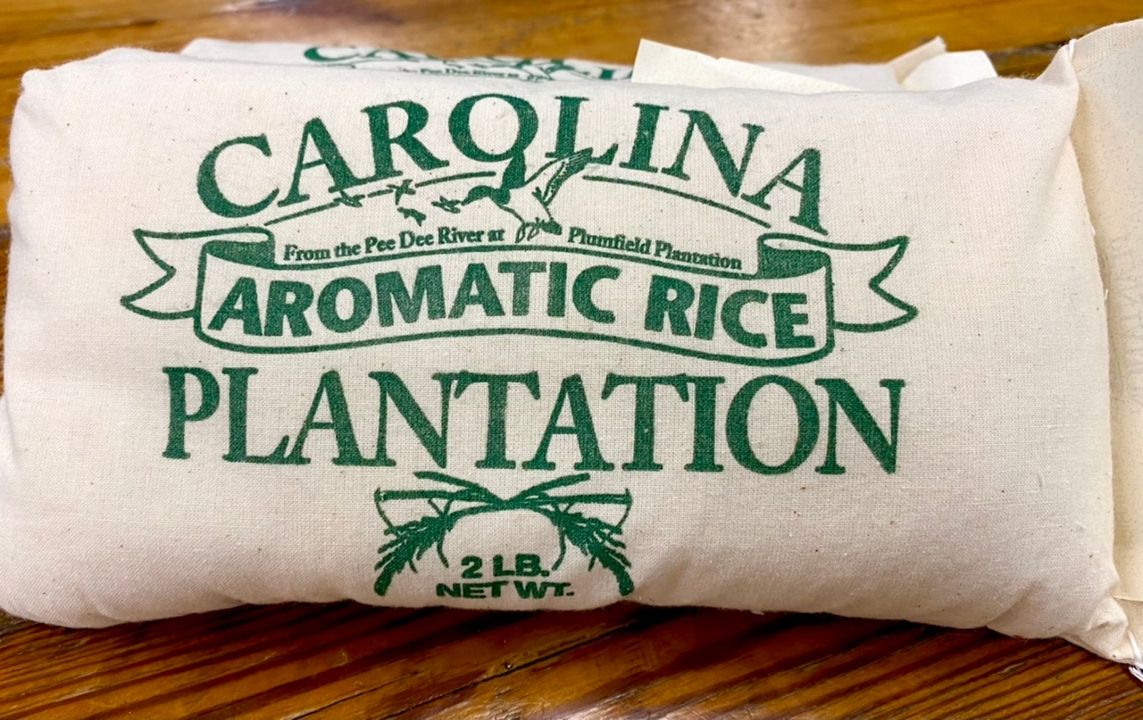 CAROLINA
From the Pee Dee River at Plumfield Plantation
AROMATIC RICE
PLANTATION
2 LB.
NET WT.